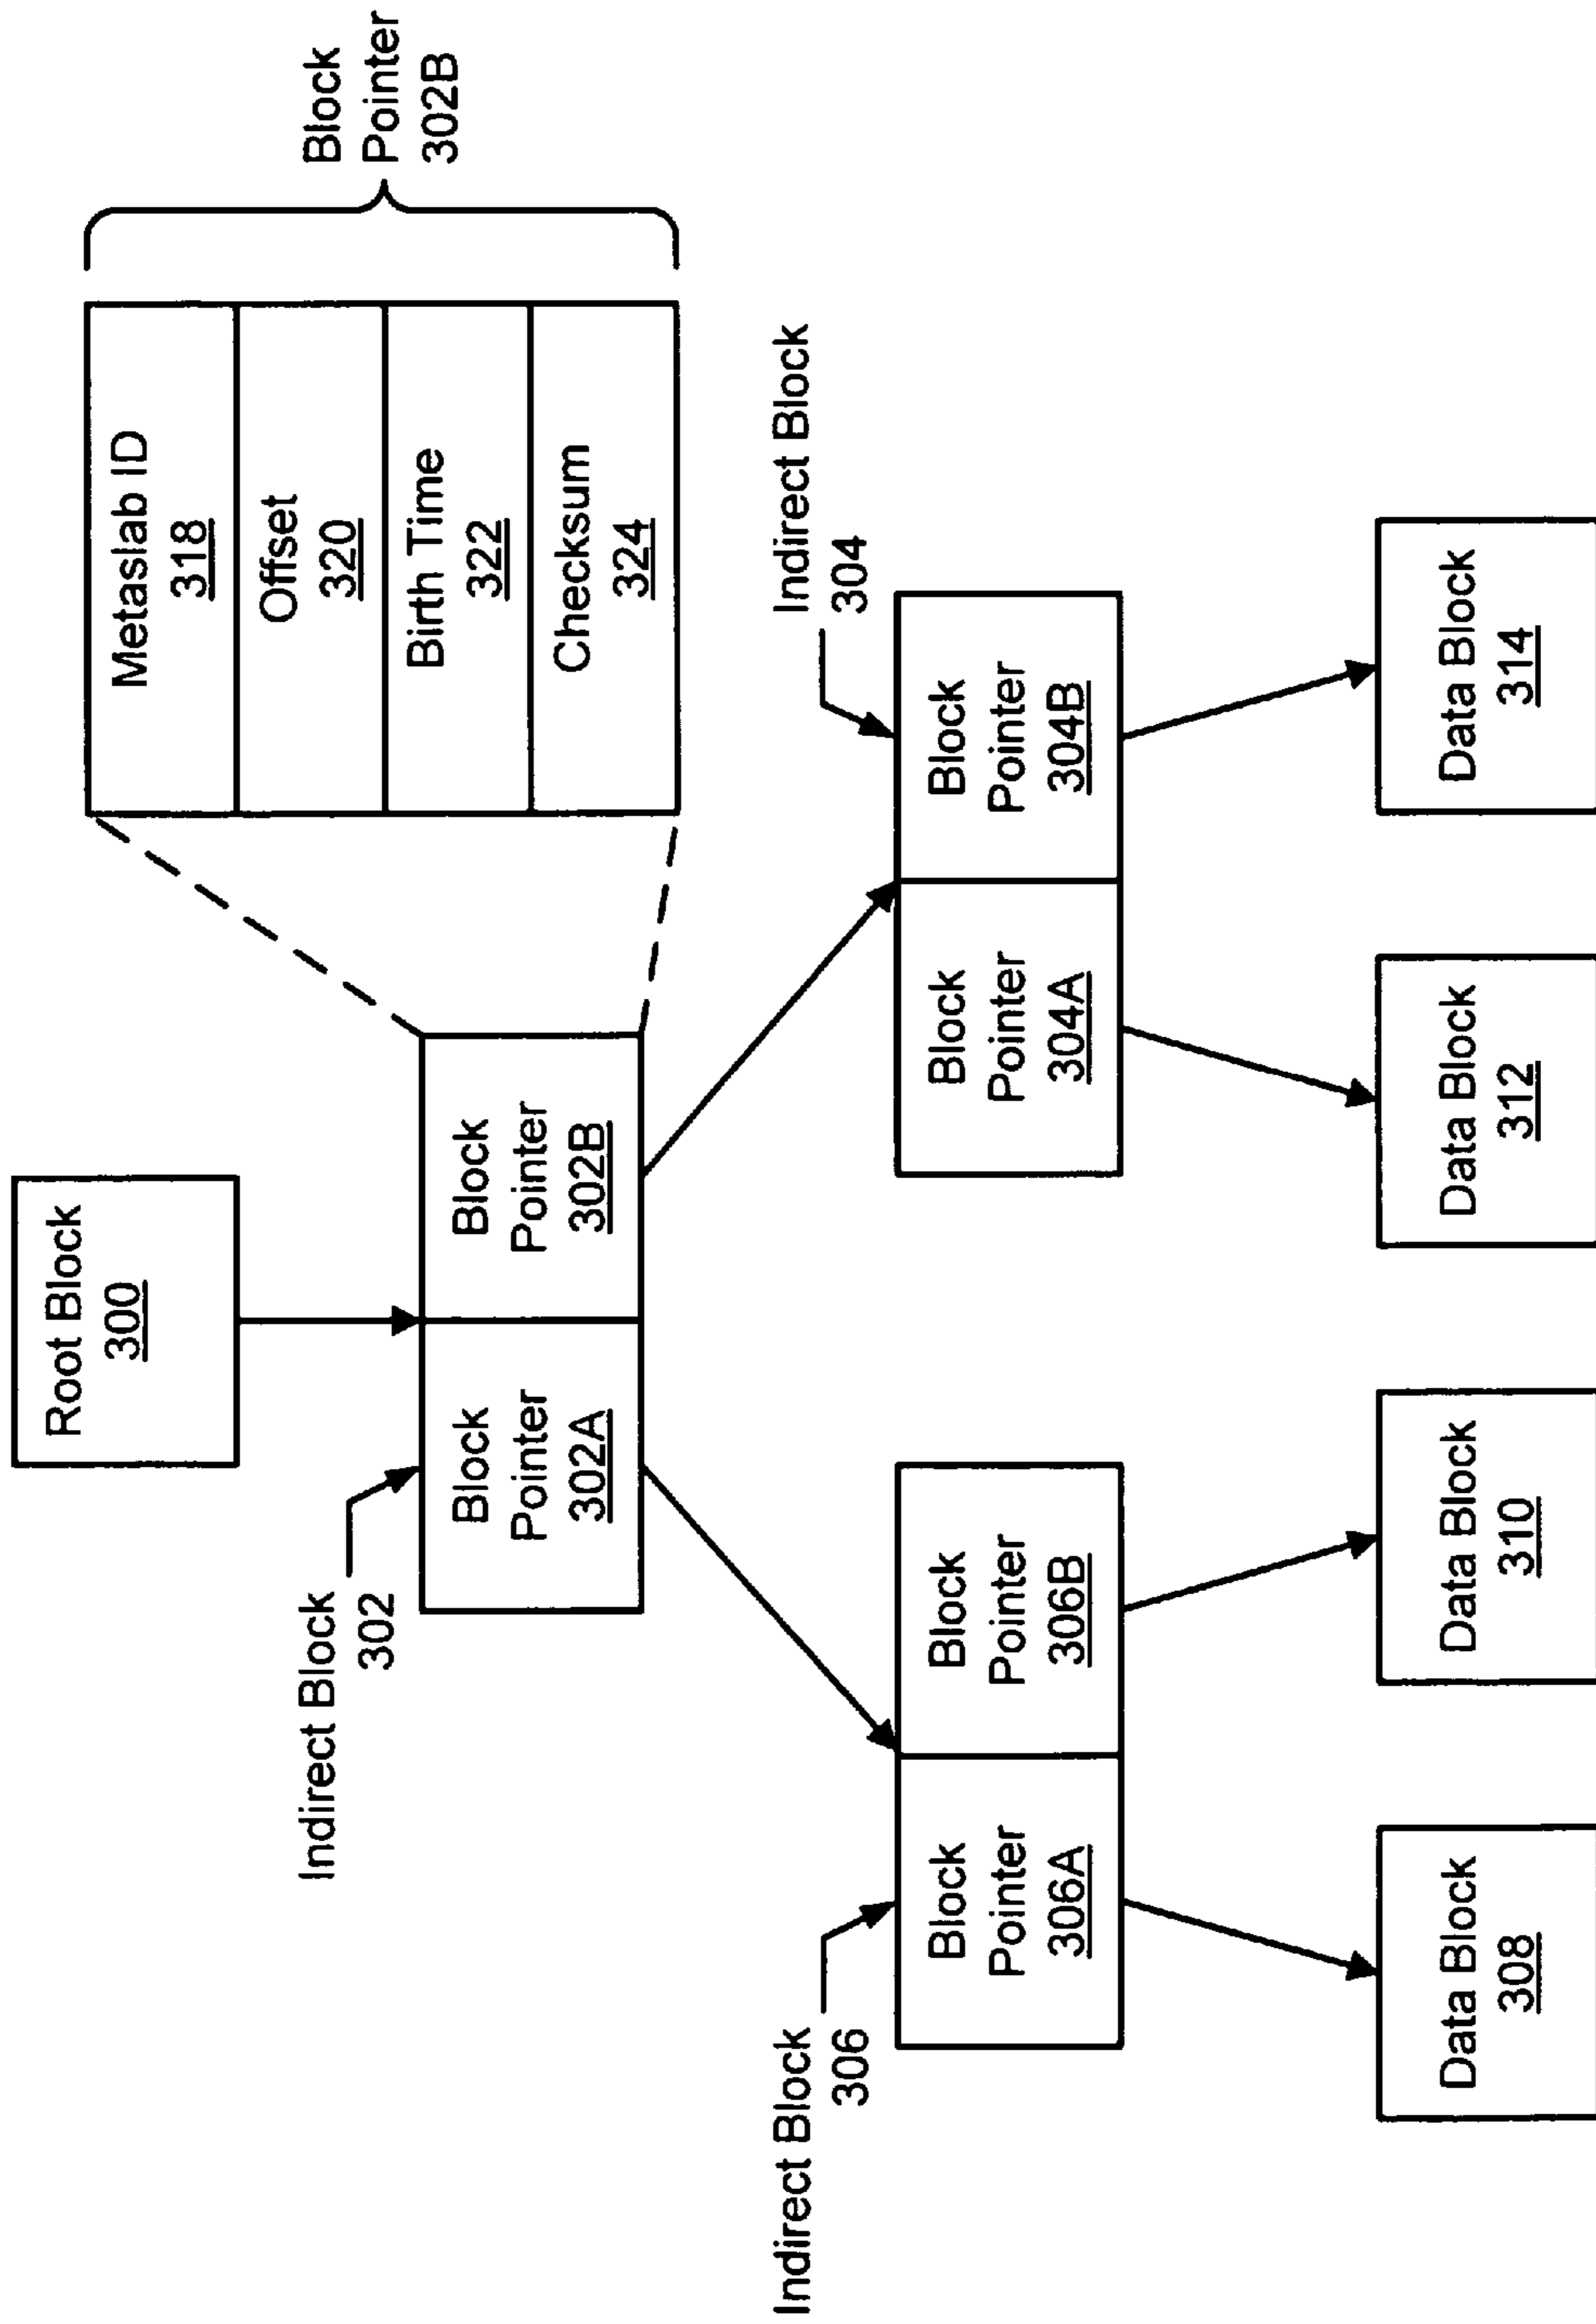 Root Block
300
Indirect Block
302
Block
Pointer
302A
Block
Pointer
302B
Metaslab ID
318
Offset
320
Birth Time
322
Checksum
324
Block
Pointer
302B
Indirect Block
306
Block
Pointer
306A
Block
Pointer
306B
Indirect Block
304
Block
Pointer
304A
Block
Pointer
304B
Data Block
308
Data Block
310
Data Block
312
Data Block
314